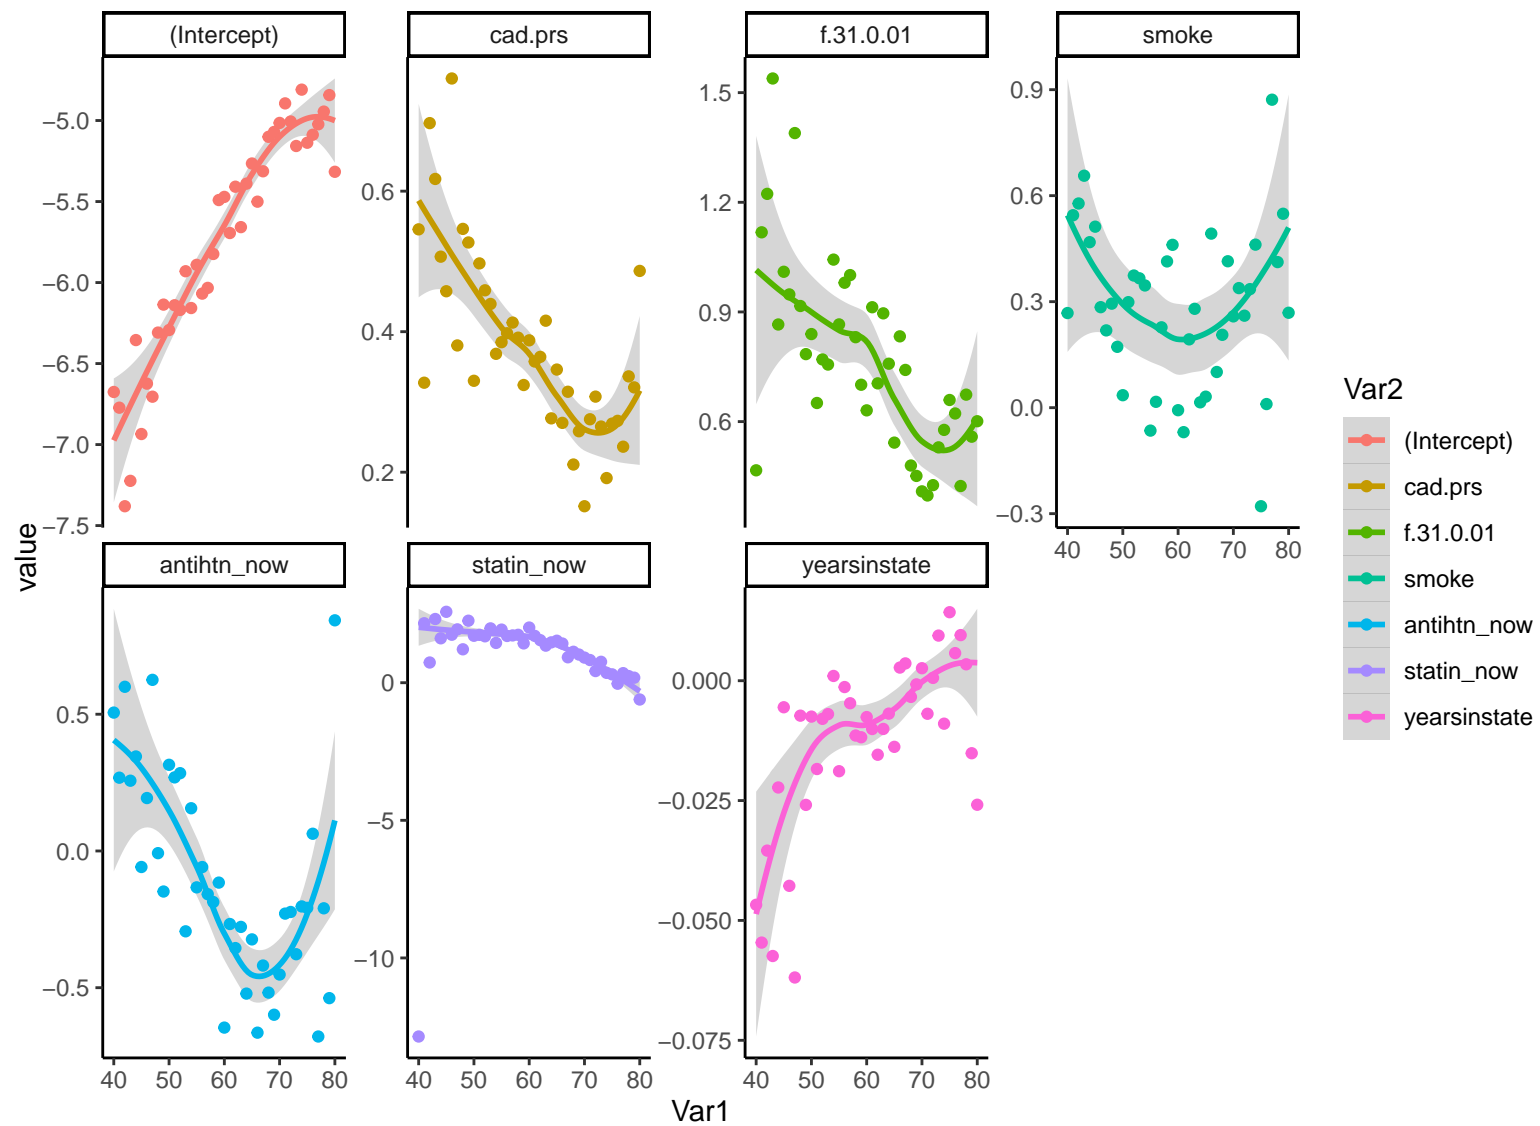 (Intercept) cad.prs f.31.0.01 smoke
−5.0
−5.5
−6.0
−6.5
−7.0
−7.5
0.6
0.4
0.2
1.5
1.2
0.9
0.6
0.9
0.6
0.3
0.0
−0.3
40 50 60 70 80
antihtn_now statin_now yearsinstate
0.5
0.0
−0.5
0
−5
−10
0.000
−0.025
−0.050
−0.075
40 50 60 70 80
40 50 60 70 80
40 50 60 70 80
value
Var1
Var2
(Intercept)
cad.prs
f.31.0.01
smoke
antihtn_now
statin_now
yearsinstate